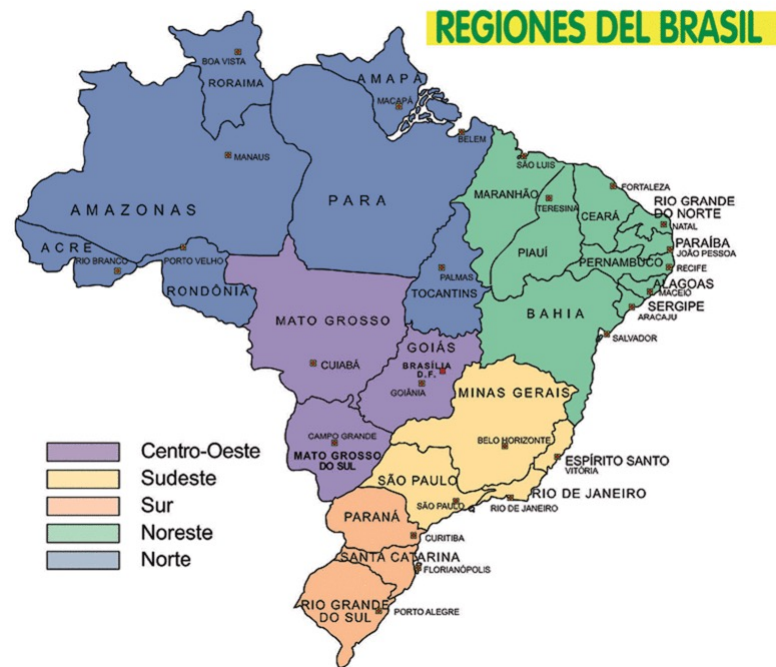 REGIONES DEL BRASIL
BOA VISTA
RORAIMA
AMAPÁ
MACAPÁ
BELEM
MANAUS
SÃO LUIS
PARA
MARANHÃO
FORTALEZA
TERESINA
CEARÁ
RIO GRANDE
DO NORTE
NATAL
AMAZONAS
PARAÍBA
JOÃO PESSOA
ACRE
RIO BRANCO
PORTO VELHO
PIAUÍ
PERNAMBUCO
RECIFE
PALMAS
RONDÔNIA
TOCANTINS
ALAGOAS
MACEIO
SERGIPE
ARACAJU
MATO GROSSO
BAHIA
SALVADOR
GOIÁS
CUIABÁ
BRASÍLIA
D.F.
GOIÂNIA
MINAS GERAIS
CAMPO GRANDE
BELO HORIZONTE
MATO GROSSO
DO SUL
ESPÍRITO SANTO
VITÓRIA
SÃO PAULO
RIO DE JANEIRO
SÃO PAULO
RIO DE JANEIRO
PARANÁ
CURITIBA
SANTA CATARINA
FLORIANÓPOLIS
RIO GRANDE
DO SUL
PORTO ALEGRE
Centro-Oeste
Sudeste
Sur
Noreste
Norte